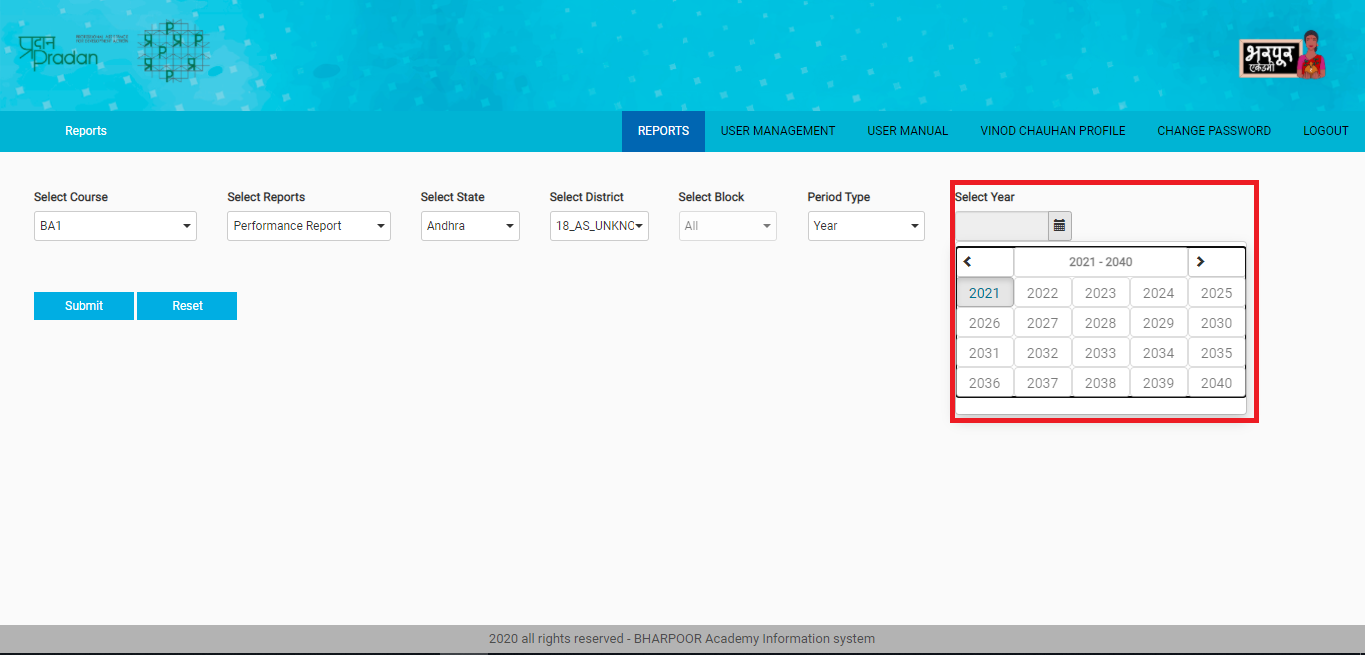 प्रदान
Pradan
PROFESSIONAL ASSISTANCE
FOR DEVELOPMENT ACTION
भरपूर
एकेडमी
Reports
REPORTS
USER MANAGEMENT
USER MANUAL
VINOD CHAUHAN PROFILE
CHANGE PASSWORD
LOGOUT
Select Course
Select Reports
Select State
Select District
Select Block
Period Type
Select Year
BA1
Performance Report
Andhra
18_AS_UNKNO
All
Year
2021 - 2040
2021 2022 2023 2024 2025
2026 2027 2028 2029 2030
2031 2032 2033 2034 2035
2036 2037 2038 2039 2040
Submit
Reset
2020 all rights reserved - BHARPOOR Academy Information system